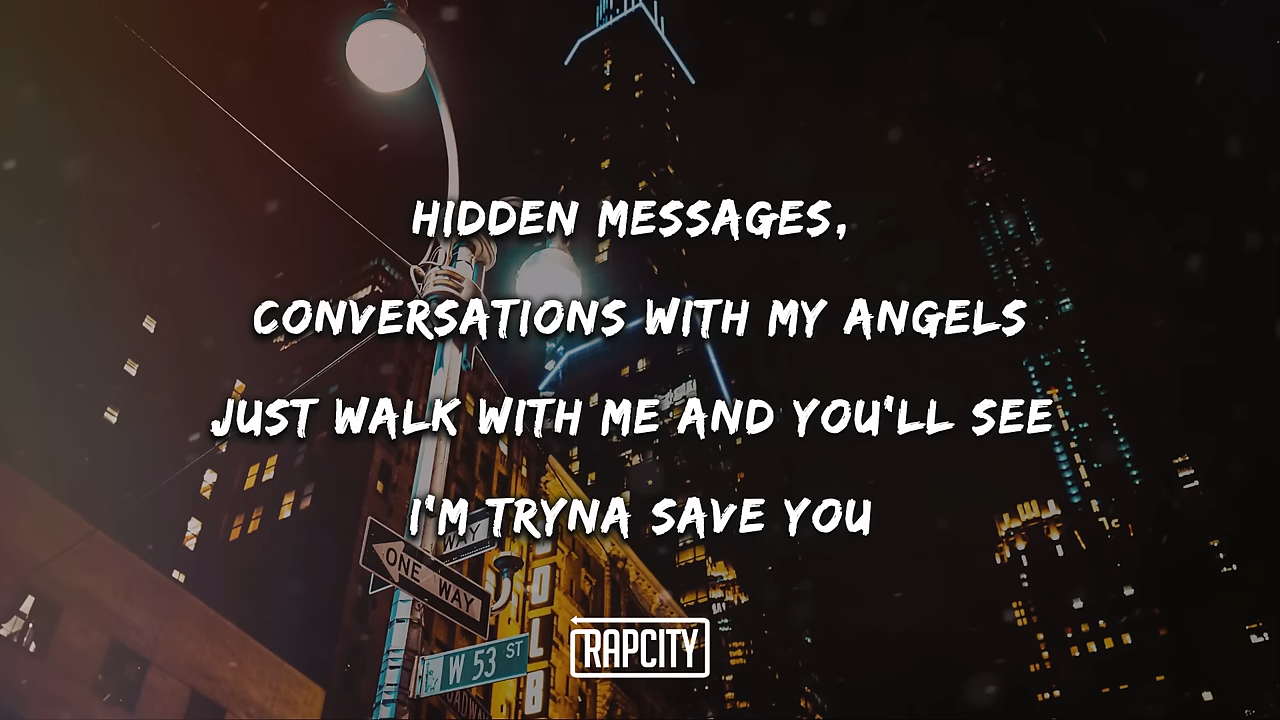 HIDDEN MESSAGES,
CONVERSATIONS WITH MY ANGELS
JUST WALK WITH ME AND YOU'LL SEE
I'M TRYNA SAVE YOU
WAY
ONE WAY
W 53 ST
RAPCITY